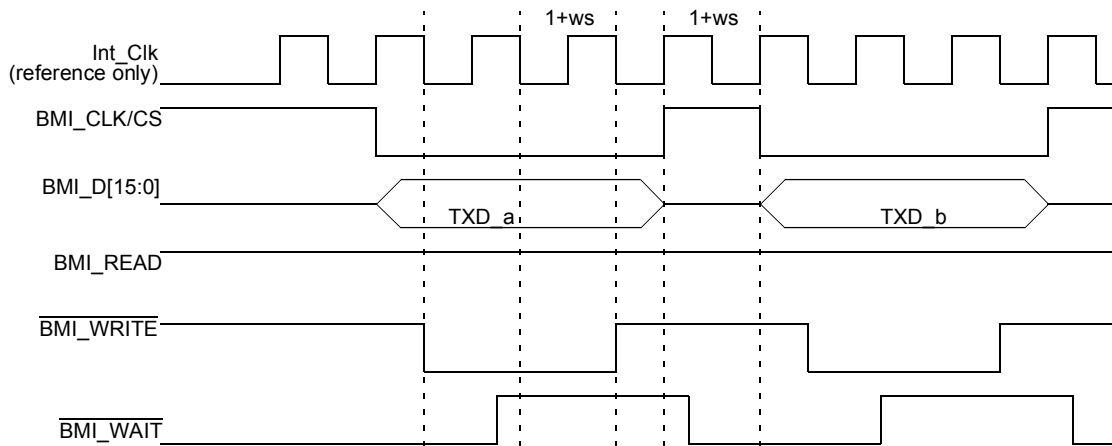 1+ws 1+ws
Int_Clk
(reference only)
BMI_CLK/CS
BMI_D[15:0]
TXD_a TXD_b
BMI_READ
BMI_WRITE
BMI_WAIT